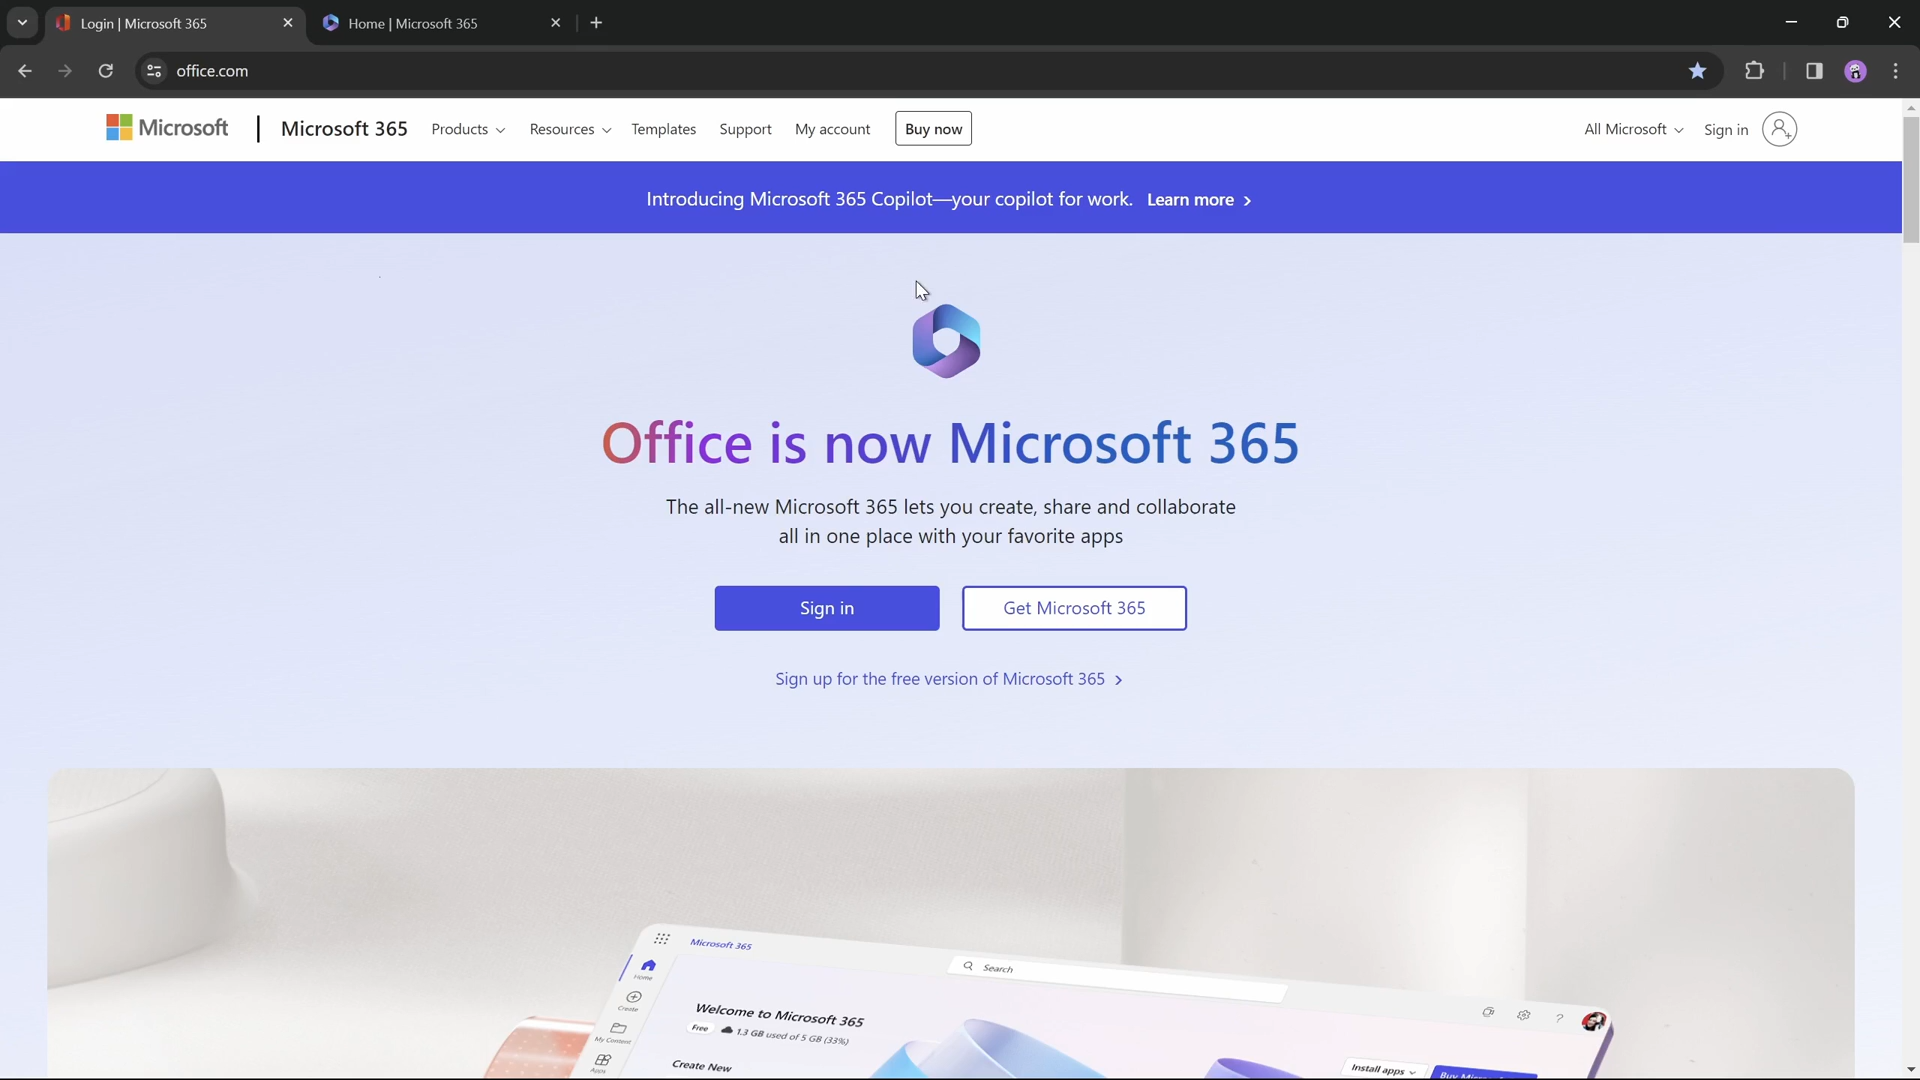 Login | Microsoft 365
Home | Microsoft 365
office.com
Microsoft
Microsoft 365
Products
Resources
Templates
Support
My account
Buy now
All Microsoft
Sign in
Introducing Microsoft 365 Copilot—your copilot for work. Learn more >
Office is now Microsoft 365
The all-new Microsoft 365 lets you create, share and collaborate
all in one place with your favorite apps
Sign in
Get Microsoft 365
Sign up for the free version of Microsoft 365 >
Microsoft 365
Search
Home
Create
My Content
Apps
Welcome to Microsoft 365
Free
1.3 GB used of 5 GB (33%)
Create New
Install apps